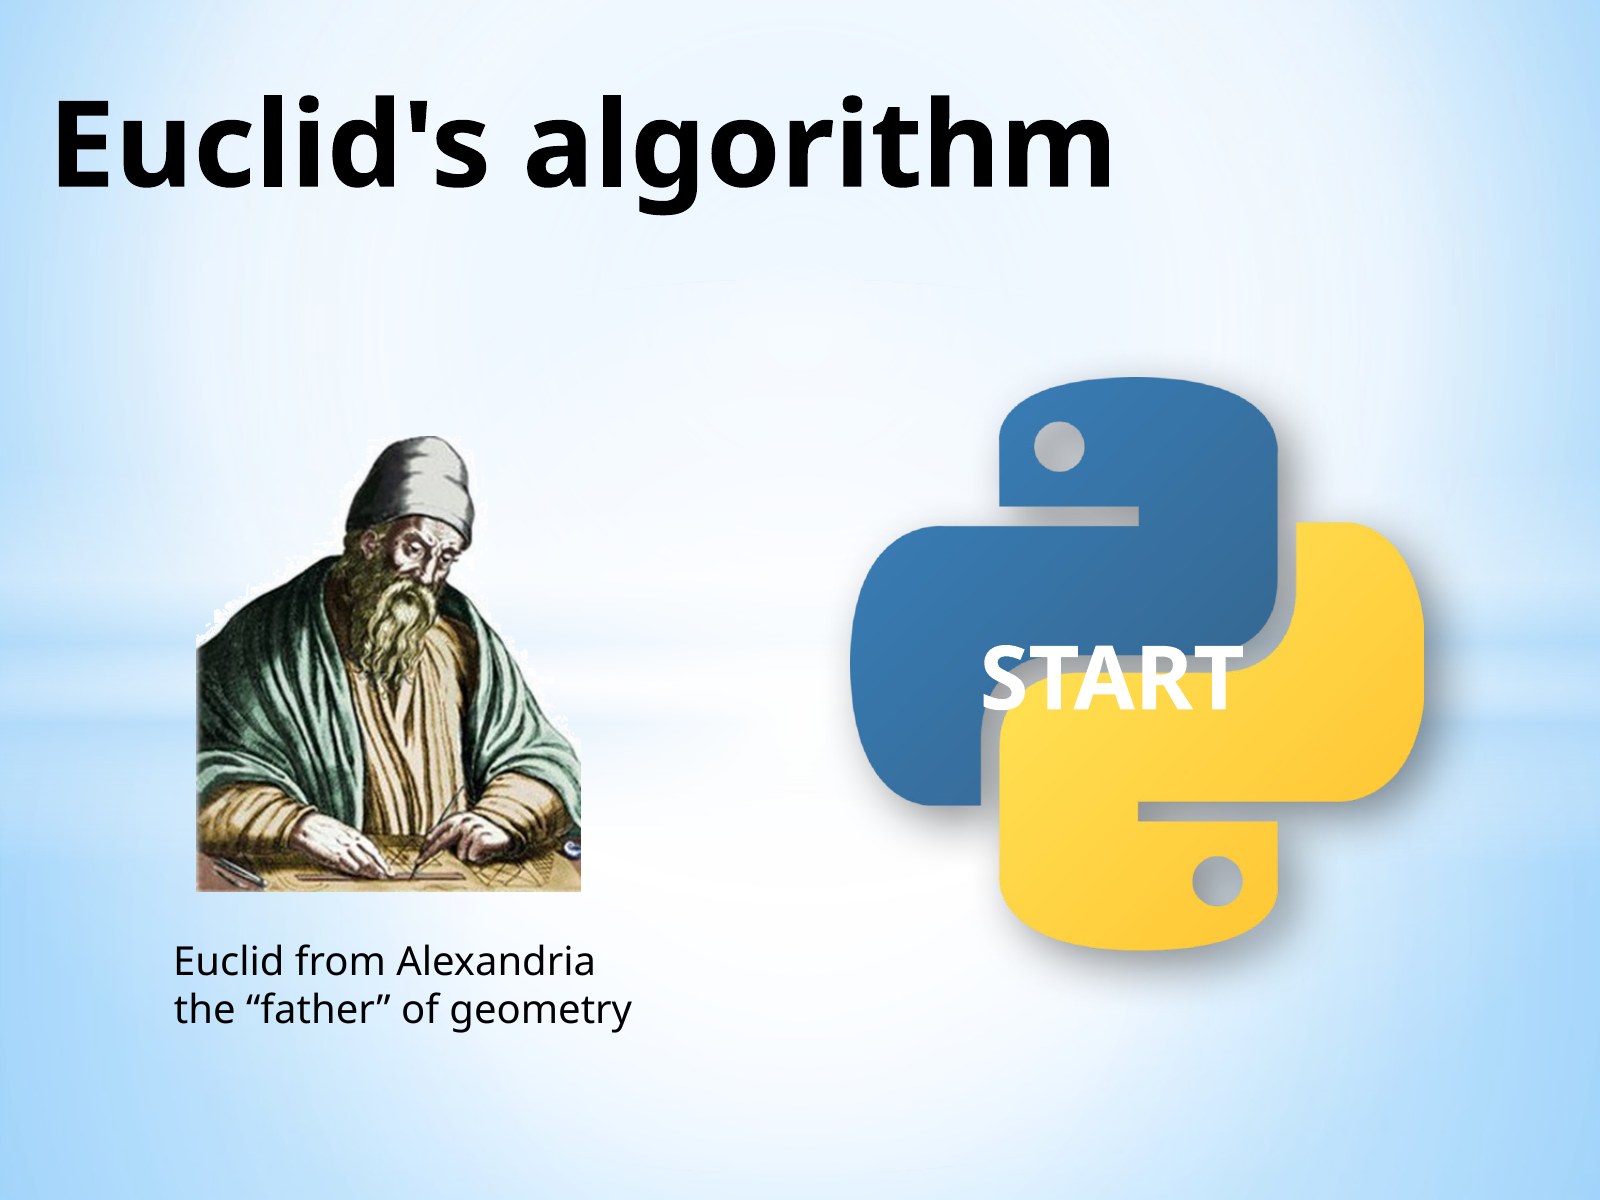 Euclid's algorithm
START
Euclid from Alexandria
the “father” of geometry